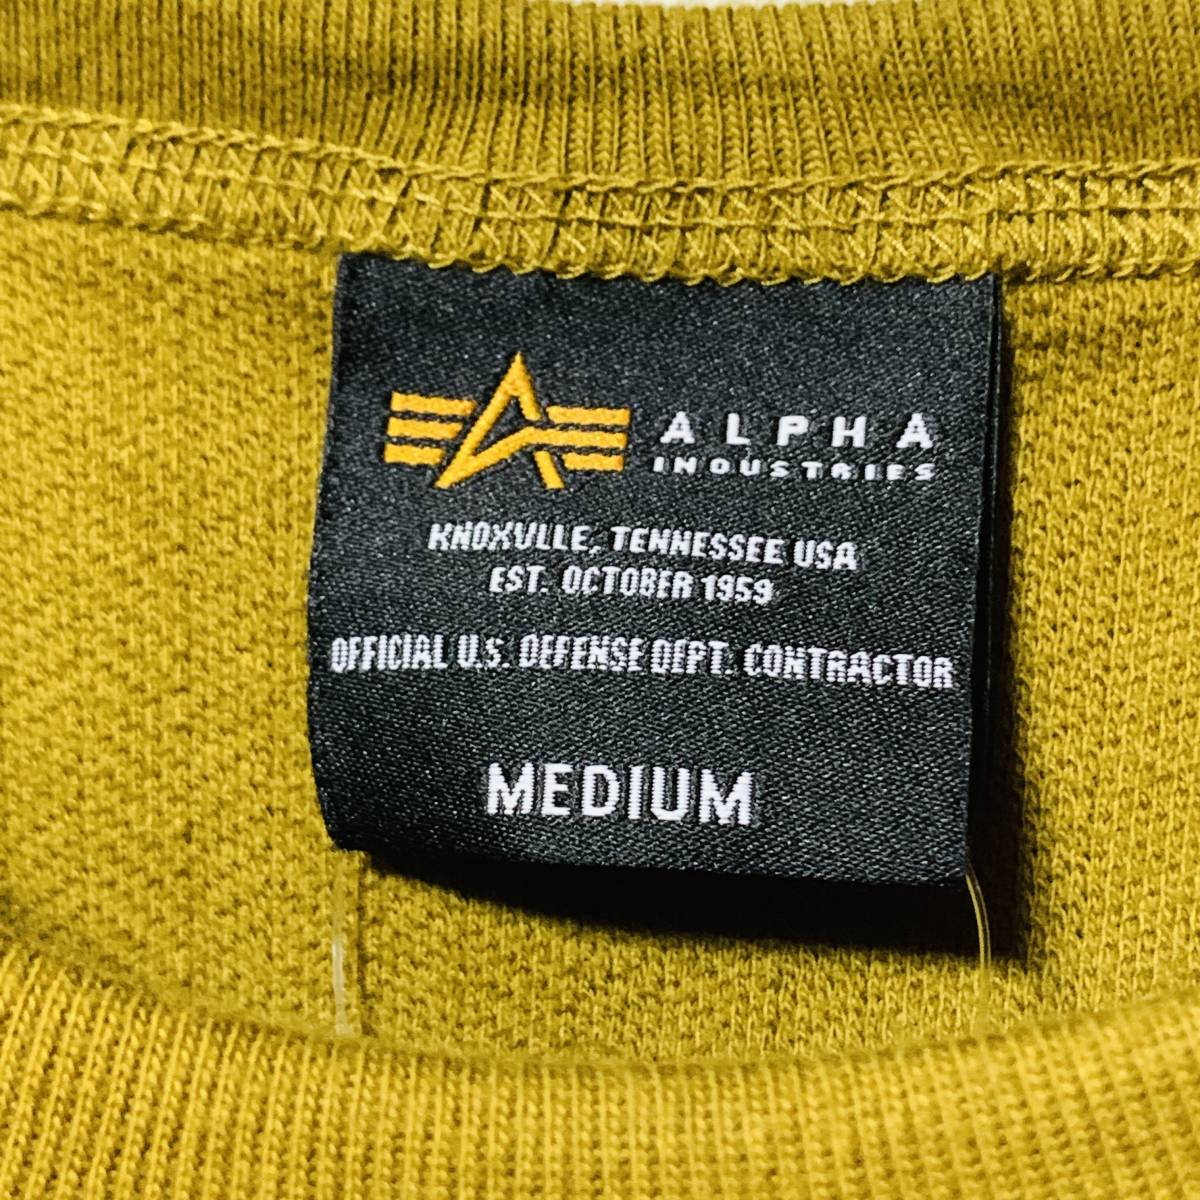 ALPHA
INDUSTRIES
KNOXVILLE, TENNESSEE USA
EST. OCTOBER 1959
OFFICIAL U.S. DEFENSE DEPT. CONTRACTOR
MEDIUM